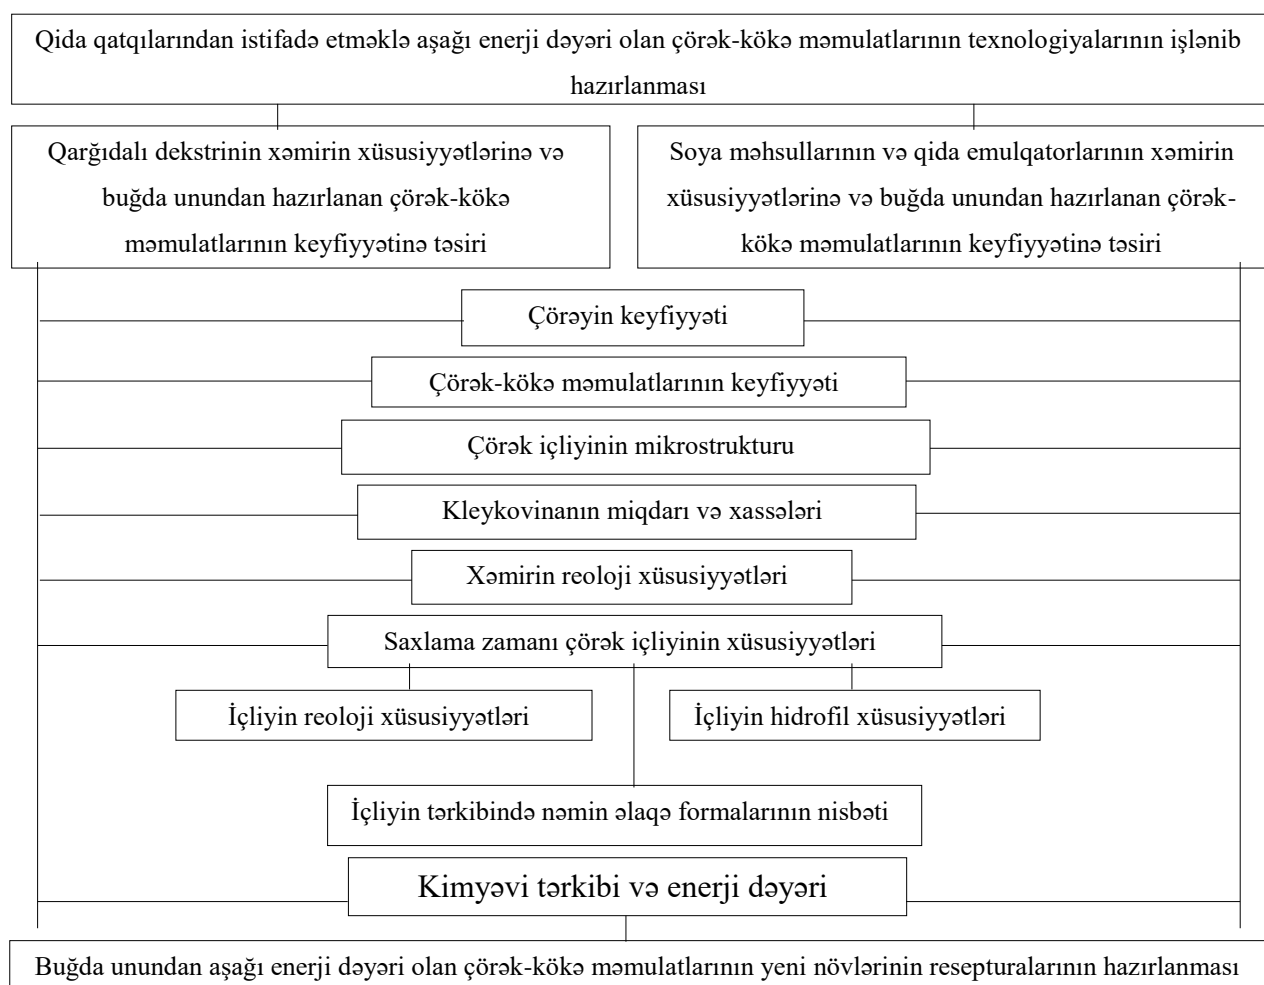 Qida qatqılarından istifadə etməklə aşağı enerji dəyəri olan çörək-kökə məmulatlarının texnologiyalarının işlənib
hazırlanması
Qarğıdalı dekstrinin xəmirin xüsusiyyətlərinə və
buğda unundan hazırlanan çörək-kökə
məmulatlarının keyfiyyətinə təsiri
Soya məhsullarının və qida emulqatorlarının xəmirin
xüsusiyyətlərinə və buğda unundan hazırlanan çörək-
kökə məmulatlarının keyfiyyətinə təsiri
Çörəyin keyfiyyəti
Çörək-kökə məmulatlarının keyfiyyəti
Çörək içliyinin mikrostrukturu
Kleykovinanın miqdarı və xassələri
Xəmirin reoloji xüsusiyyətləri
Saxlama zamanı çörək içliyinin xüsusiyyətləri
İçliyin reoloji xüsusiyyətləri
İçliyin hidrofil xüsusiyyətləri
İçliyin tərkibində nəmin əlaqə formalarının nisbəti
Kimyəvi tərkibi və enerji dəyəri
Buğda unundan aşağı enerji dəyəri olan çörək-kökə məmulatlarının yeni növlərinin resepturalarının hazırlanması